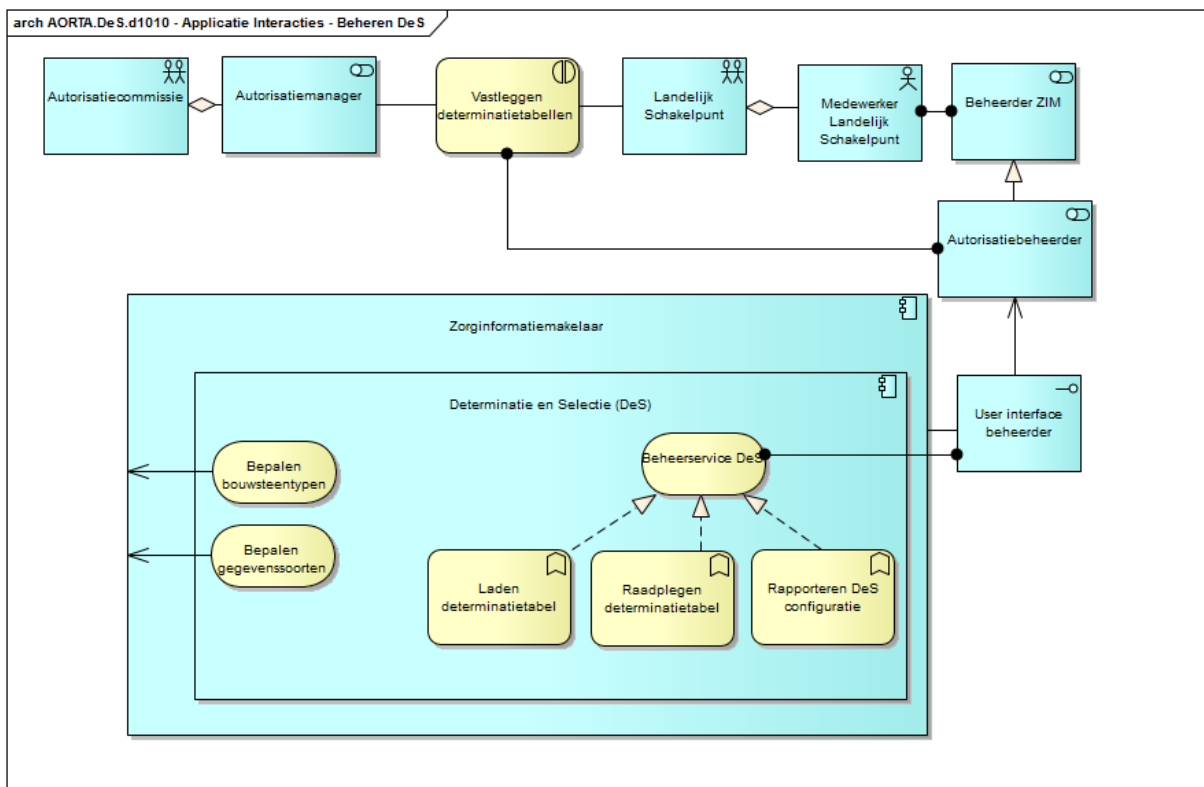 arch AORTA.DeS.d1010 - Applicatie Interacties - Beheren DeS
Autorisatiecommissie
Autorisatiemanager
Vastleggen
determinatietabellen
Landelijk
Schakelpunt
Medewerker
Landelijk
Schakelpunt
Beheerder ZIM
Autorisatiebeheerder
Zorginformatiemakelaar
Determinatie en Selectie (DeS)
User interface
beheerder
Beheerservice DeS
Bepalen
bouwsteentypen
Bepalen
gegevenssoorten
Laden
determinatietabel
Raadplegen
determinatietabel
Rapporteren DeS
configuratie